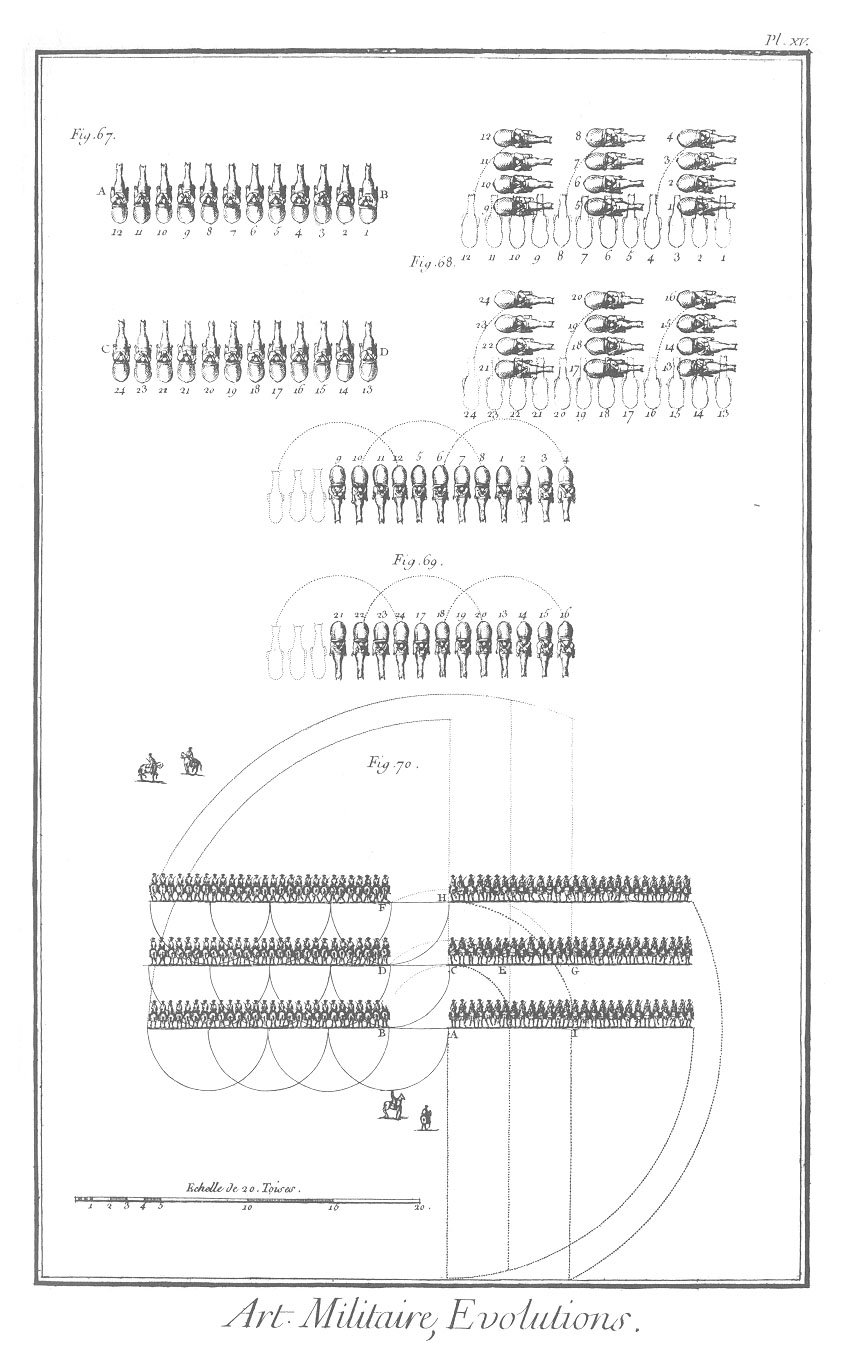 Pl. XV.
Fig. 67.
A B
12 11 10 9 8 7 6 5 4 3 2 1
C D
24 23 22 21 20 19 18 17 16 15 14 13
12 8 4
11 7 3
10 6 2
9 5 1
12 11 10 9 8 7 6 5 4 3 2 1
Fig. 68.
24 20 16
23 19 15
22 18 14
21 17 13
24 23 22 21 20 19 18 17 16 15 14 13
9 10 11 12 5 6 7 8 1 2 3 4
Fig. 69.
21 22 23 24 17 18 19 20 13 14 15 16
Fig. 70.
F H
D C E G
B A I
Echelle de 20. Toises.
1 2 3 4 5 10 15 20.
Art. Militaire, Evolutions.